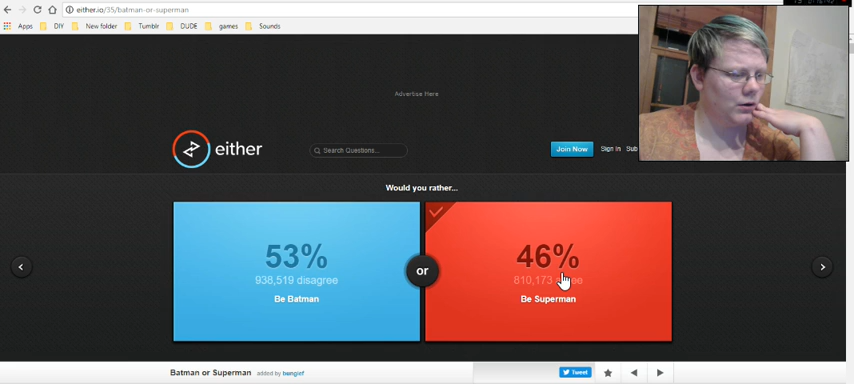 either.io/35/batman-or-superman
Apps DIY New folder Tumblr DUDE games Sounds
Advertise Here
either
Search Questions...
Join Now Sign In Sub
Would you rather...
53% or 46%
938,519 disagree 810,173
Be Batman Be Superman
Batman or Superman added by
Tweet